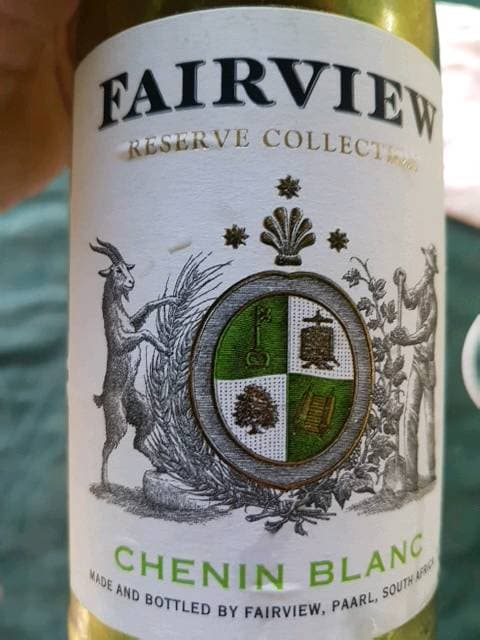 FAIRVIEW
RESERVE COLLECTION
CHENIN BLANC
MADE AND BOTTLED BY FAIRVIEW, PAARL, SOUTH AFRICA